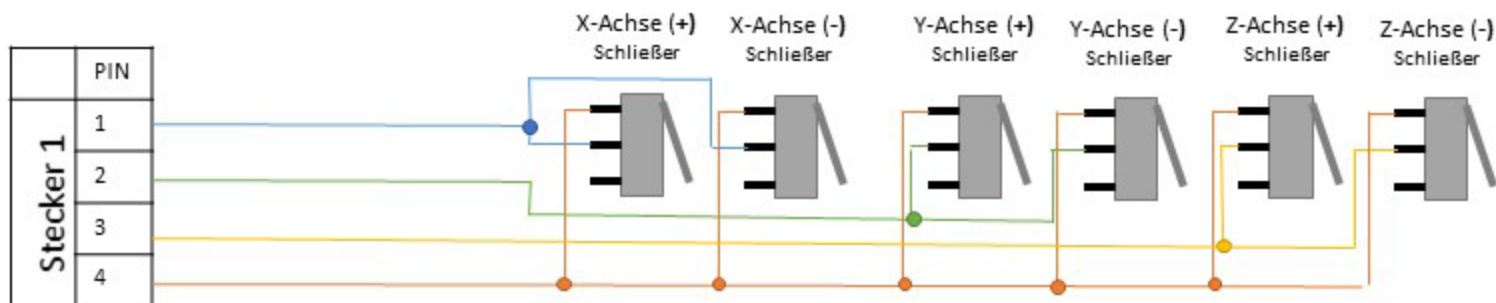 X-Achse (+)
Schließer
X-Achse (-)
Schließer
Y-Achse (+)
Schließer
Y-Achse (-)
Schließer
Z-Achse (+)
Schließer
Z-Achse (-)
Schließer
PIN
Stecker 1
1
2
3
4